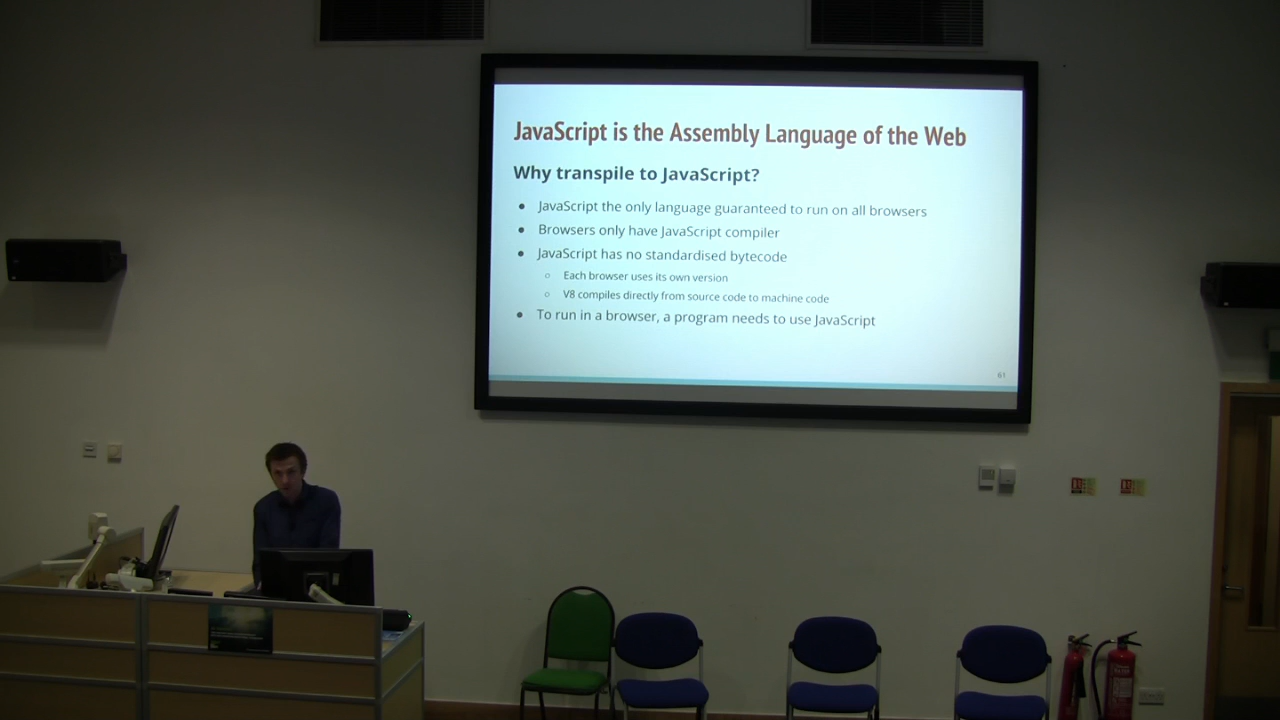 JavaScript is the Assembly Language of the Web
Why transpile to JavaScript?
● JavaScript the only language guaranteed to run on all browsers
● Browsers only have JavaScript compiler
● JavaScript has no standardised bytecode
○ Each browser uses its own version
○ V8 compiles directly from source code to machine code
● To run in a browser, a program needs to use JavaScript
61